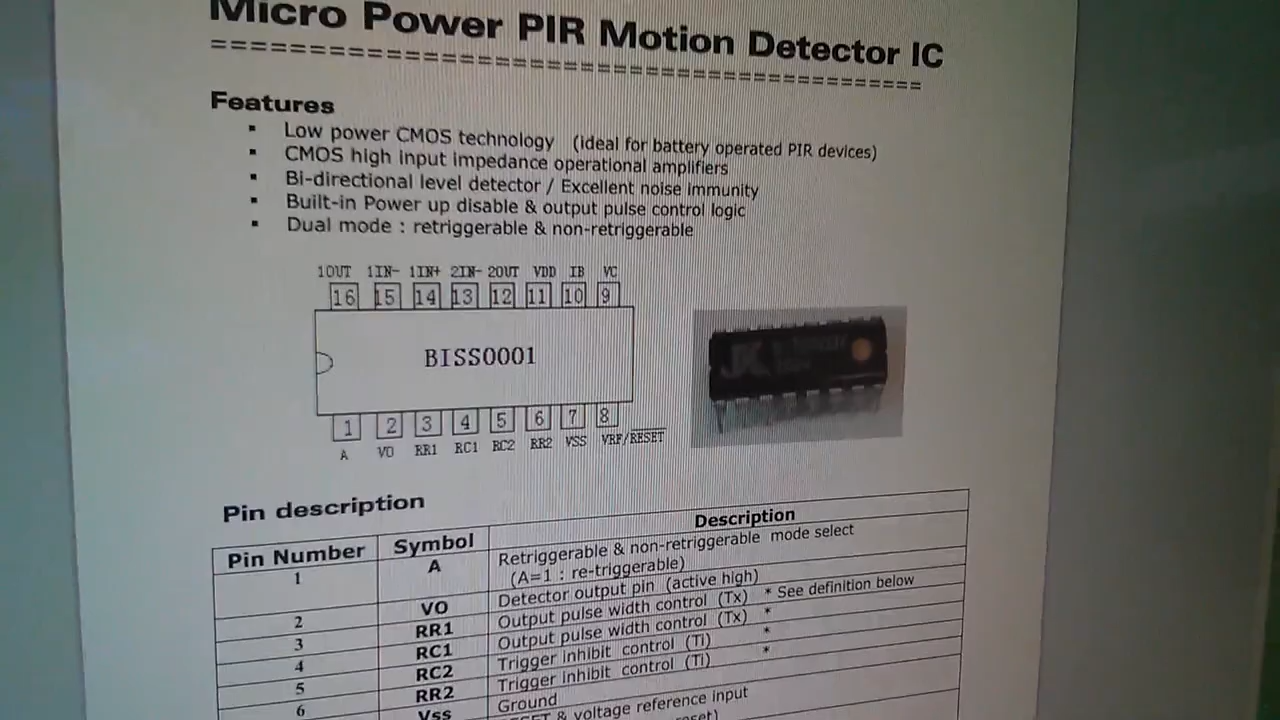 Micro Power PIR Motion Detector IC
================================================
Features
▪ Low power CMOS technology (ideal for battery operated PIR devices)
▪ CMOS high input impedance operational amplifiers
▪ Bi-directional level detector / Excellent noise immunity
▪ Built-in Power up disable & output pulse control logic
▪ Dual mode : retriggerable & non-retriggerable
1OUT 1IN- 1IN+ 2IN- 2OUT VDD IB VC
16 15 14 13 12 11 10 9
BISS0001
1 2 3 4 5 6 7 8
A VO RR1 RC1 RC2 RR2 VSS VRF/RESET
Pin description
Pin Number Symbol Description
1 A Retriggerable & non-retriggerable mode select
(A=1 : re-triggerable)
2 VO Detector output pin (active high)
3 RR1 Output pulse width control (Tx) * See definition below
4 RC1 Output pulse width control (Tx) *
5 RC2 Trigger inhibit control (Ti) *
6 RR2 Trigger inhibit control (Ti) *
Vss Ground
& voltage reference input